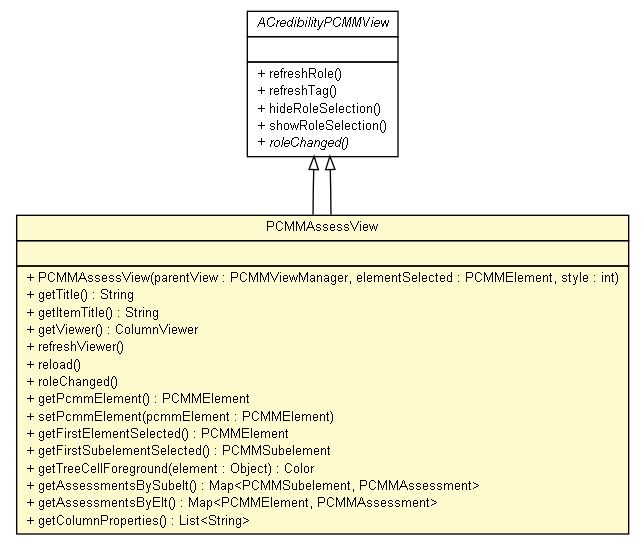 ACredibilityPCMMView
+ refreshRole()
+ refreshTag()
+ hideRoleSelection()
+ showRoleSelection()
+ roleChanged()
PCMMAssessView
+ PCMMAssessView(parentView : PCMMViewManager, elementSelected : PCMMElement, style : int)
+ getTitle() : String
+ getItemTitle() : String
+ getViewer() : ColumnViewer
+ refreshViewer()
+ reload()
+ roleChanged()
+ getPcmmElement() : PCMMElement
+ setPcmmElement(pcmmElement : PCMMElement)
+ getFirstElementSelected() : PCMMElement
+ getFirstSubelementSelected() : PCMMSubelement
+ getTreeCellForeground(element : Object) : Color
+ getAssessmentsBySubelt() : Map<PCMMSubelement, PCMMAssessment>
+ getAssessmentsByElt() : Map<PCMMElement, PCMMAssessment>
+ getColumnProperties() : List<String>